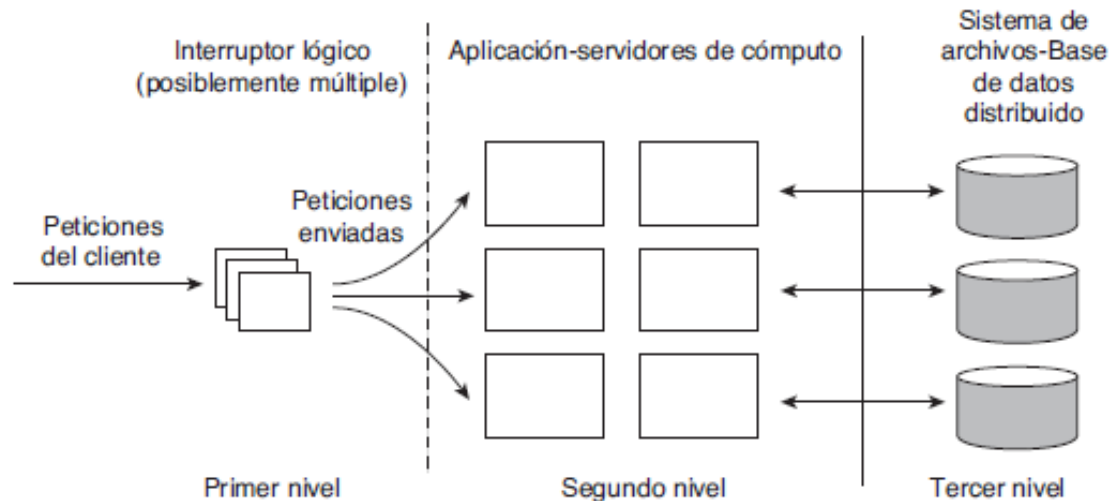 Interruptor lógico
(posiblemente múltiple)
Aplicación-servidores de cómputo
Sistema de
archivos-Base
de datos
distribuido
Peticiones
del cliente
Peticiones
enviadas
Primer nivel
Segundo nivel
Tercer nivel